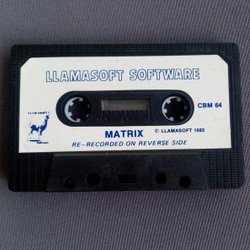 LLAMASOFT SOFTWARE
CBM 64
MATRIX
© LLAMASOFT 1983
RE-RECORDED ON REVERSE SIDE